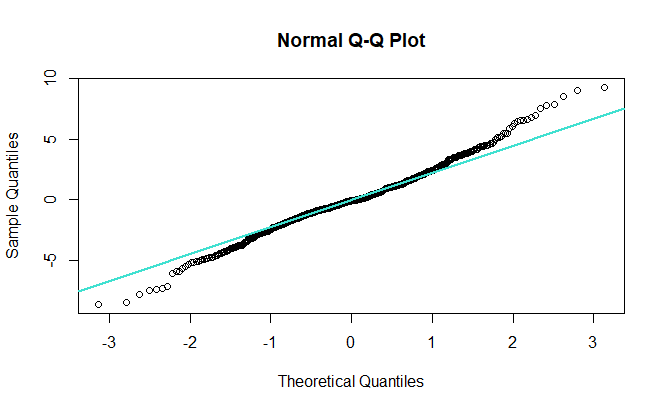 Normal Q-Q Plot
10
5
0
-5
Sample Quantiles
-3 -2 -1 0 1 2 3
Theoretical Quantiles